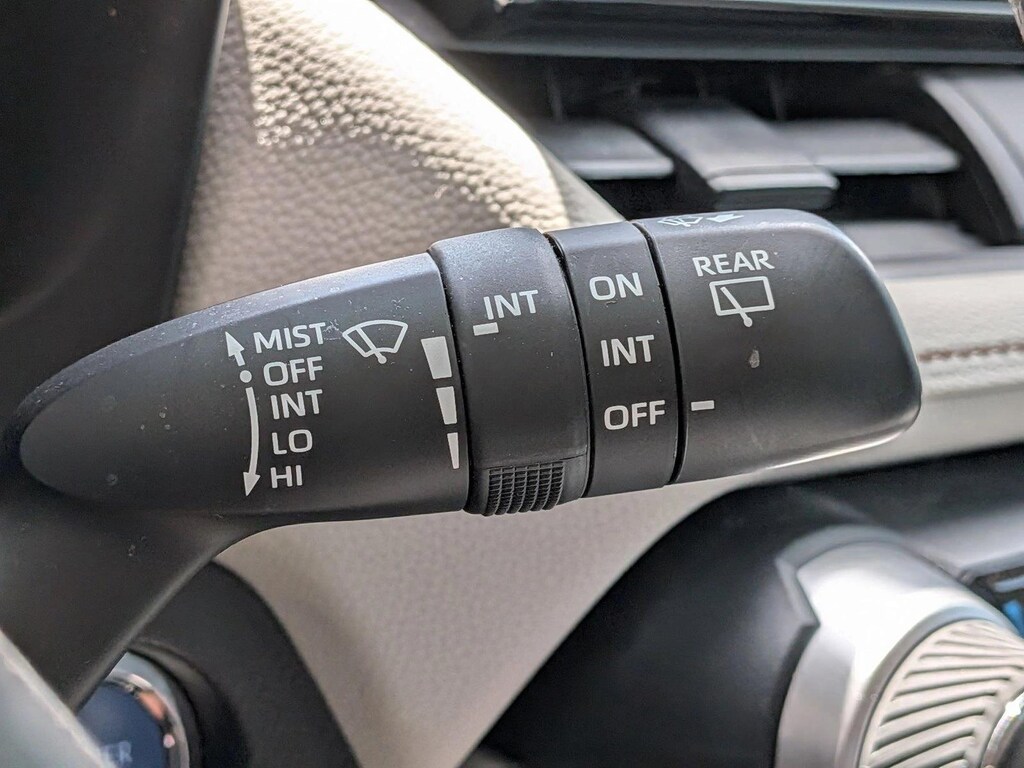 MIST
OFF
INT
LO
HI
INT
ON
INT
OFF
REAR